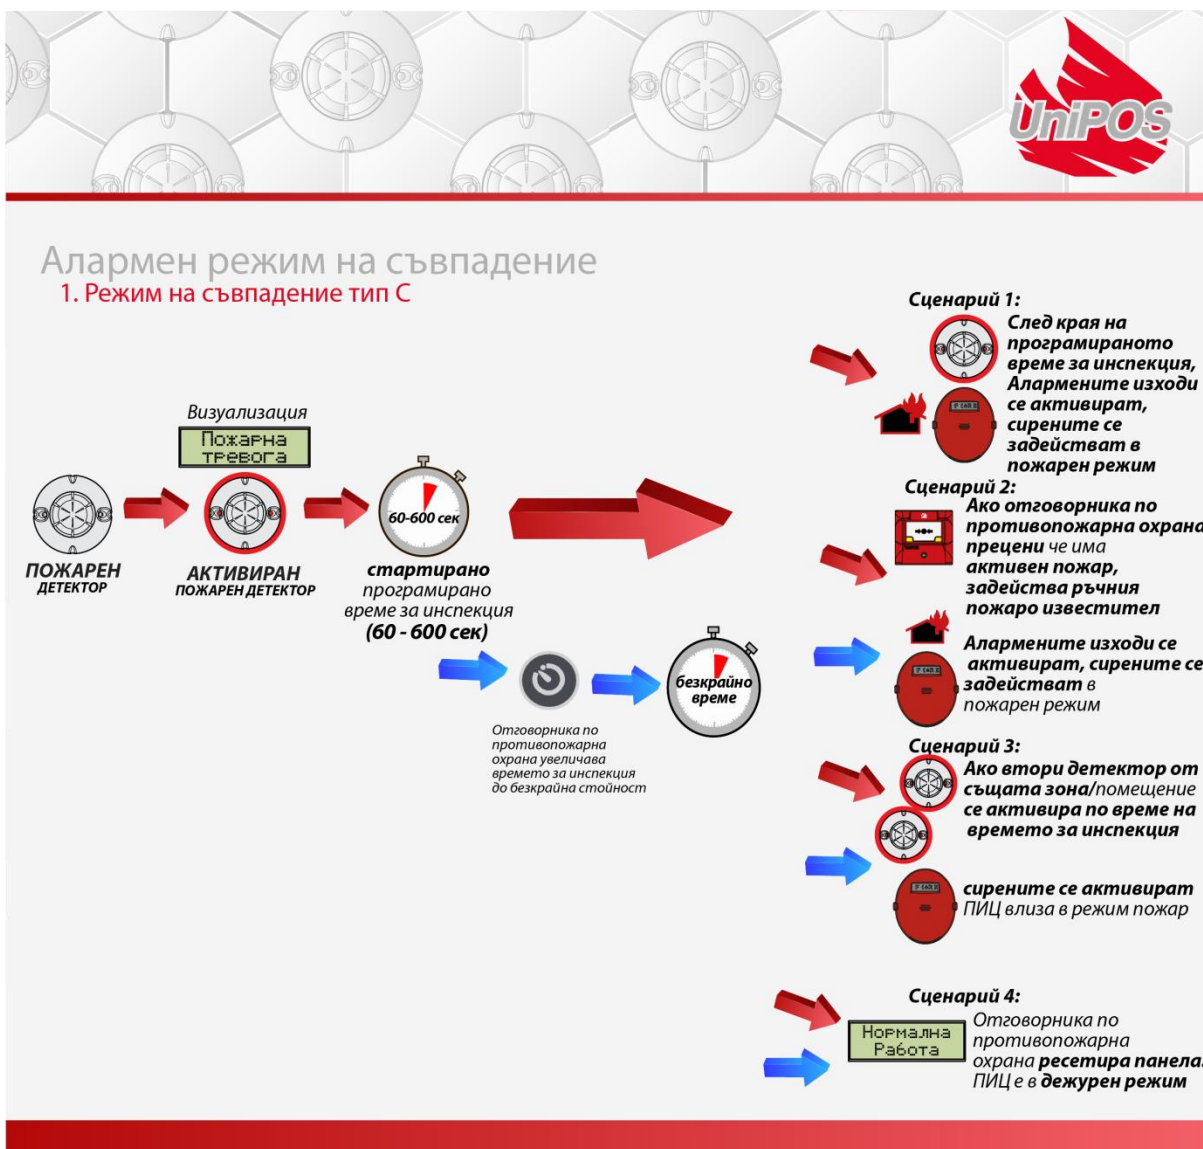 UniPOS
Алармен режим на съвпадение
1. Режим на съвпадение тип С
Визуализация
Пожарна
тревога
ПОЖАРЕН
ДЕТЕКТОР
АКТИВИРАН
ПОЖАРЕН ДЕТЕКТОР
60-600 сек
стартирано
програмирано
време за инспекция
(60 - 600 сек)
Отговорника по
противопожарна
охрана увеличава
времето за инспекция
до безкрайна стойност
безкрайно
време
Сценарий 1:
След края на
програмираното
време за инспекция,
Алармените изходи
се активират,
сирените се
задействат в
пожарен режим
Сценарий 2:
Ако отговорника по
противопожарна охрана
прецени че има
активен пожар,
задейства ръчния
пожаро известител
Алармените изходи се
активират, сирените се
задействат в
пожарен режим
Сценарий 3:
Ако втори детектор от
същата зона/помещение
се активира по време на
времето за инспекция
сирените се активират
ПИЦ влиза в режим пожар
Сценарий 4:
Нормална
Работа
Отговорника по
противопожарна
охрана ресетира панела.
ПИЦ е в дежурен режим